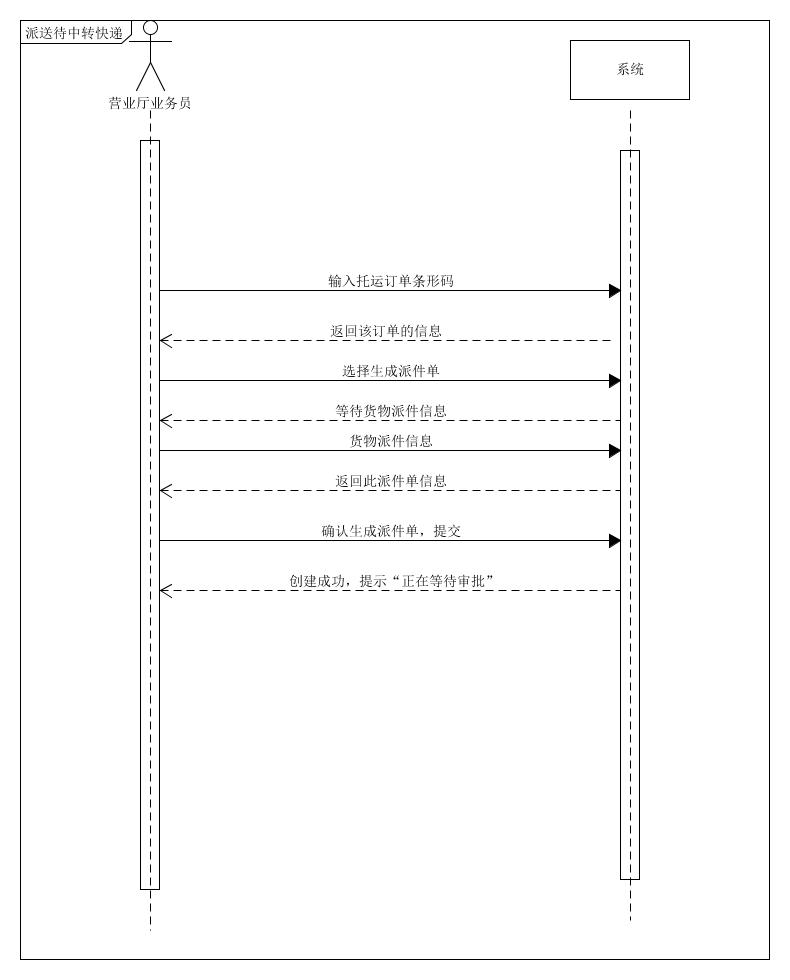 派送待中转快递
营业厅业务员
系统
输入托运订单条形码
返回该订单的信息
选择生成派件单
等待货物派件信息
货物派件信息
返回此派件单信息
确认生成派件单，提交
创建成功，提示“正在等待审批”